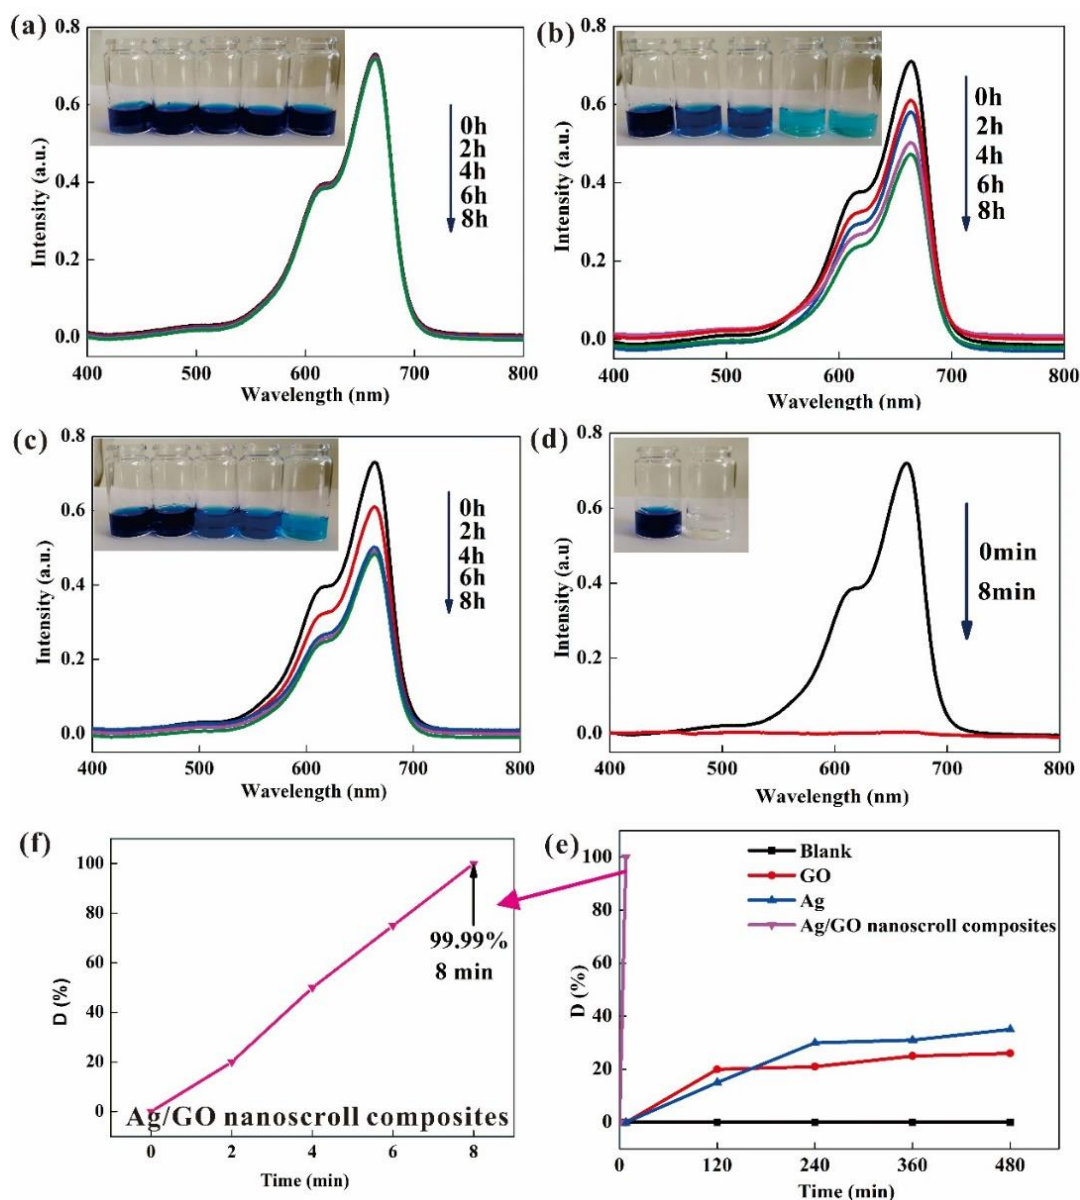 (a)
0.8
0.6
0.4
0.2
0.0
Intensity (a.u.)
0h
2h
4h
6h
8h
400 500 600 700 800
Wavelength (nm)
(b)
0.8
0.6
0.4
0.2
0.0
Intensity (a.u.)
0h
2h
4h
6h
8h
400 500 600 700 800
Wavelength (nm)
(c)
0.8
0.6
0.4
0.2
0.0
Intensity (a.u.)
0h
2h
4h
6h
8h
400 500 600 700 800
Wavelength (nm)
(d)
0.8
0.6
0.4
0.2
0.0
Intensity (a.u)
0min
8min
400 500 600 700 800
Wavelength (nm)
(f)
100
80
60
40
20
0
D (%)
99.99%
8 min
Ag/GO nanoscroll composites
0 2 4 6 8
Time (min)
(e)
100
80
60
40
20
0
D (%)
Blank
GO
Ag
Ag/GO nanoscroll composites
0 120 240 360 480
Time (min)